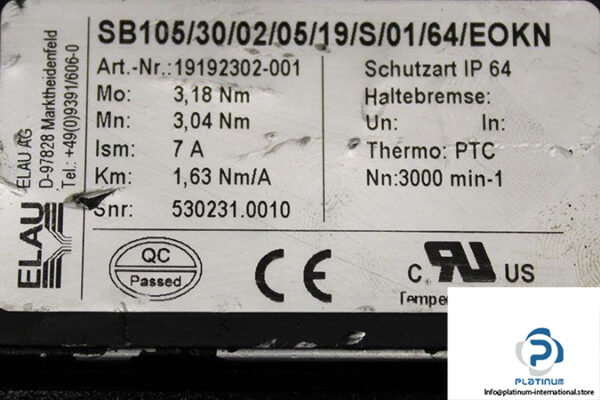 SB105/30/02/05/19/S/01/64/EOKN
Art.-Nr.: 19192302-001
Mo: 3,18 Nm
Mn: 3,04 Nm
Ism: 7 A
Km: 1,63 Nm/A
Snr: 530231.0010
Schutzart IP 64
Haltebremse:
Un: In:
Thermo: PTC
Nn:3000 min-1
ELAU
ELAU AG
D-97828 Marktheidenfeld
Tel.: +49(0)9391/606-0
QC
Passed
CE
C RU US
PLATINUM
https://platinum-international.store